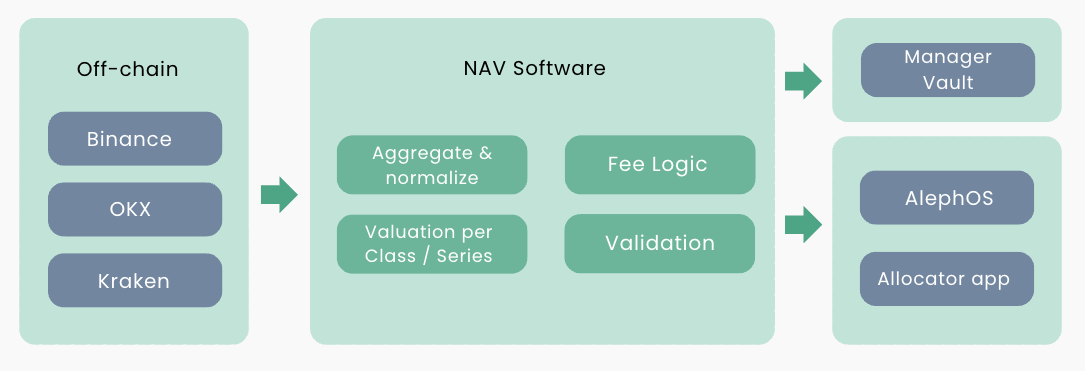 Off-chain
Binance
OKX
Kraken
NAV Software
Aggregate &
normalize
Fee Logic
Valuation per
Class / Series
Validation
Manager
Vault
AlephOS
Allocator app